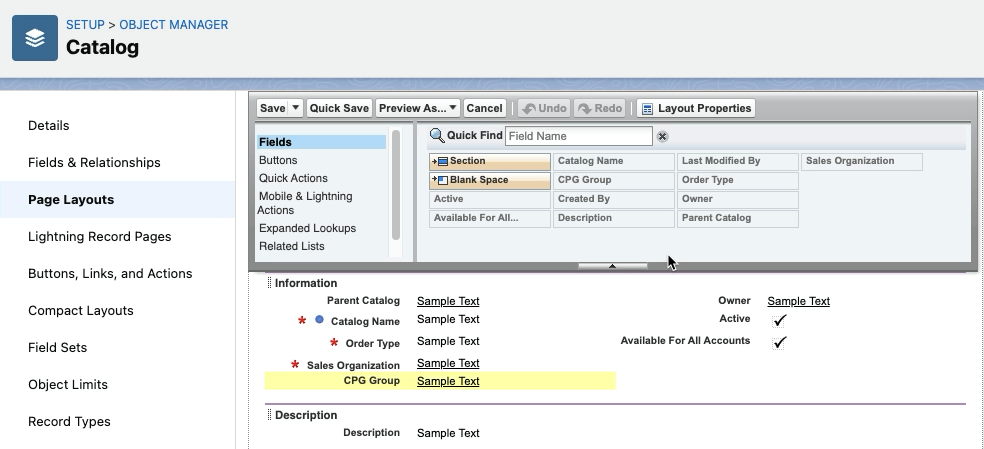 SETUP > OBJECT MANAGER
Catalog
Details
Fields & Relationships
Page Layouts
Lightning Record Pages
Buttons, Links, and Actions
Compact Layouts
Field Sets
Object Limits
Record Types
Save Quick Save Preview As... Cancel Undo Redo Layout Properties
Fields
Buttons
Quick Actions
Mobile & Lightning
Actions
Expanded Lookups
Related Lists
Quick Find Field Name
Section Catalog Name Last Modified By Sales Organization
Blank Space CPG Group Order Type
Active Created By Owner
Available For All... Description Parent Catalog
Information
Parent Catalog Sample Text Owner Sample Text
* Catalog Name Sample Text Active ✓
* Order Type Sample Text Available For All Accounts ✓
* Sales Organization Sample Text
CPG Group Sample Text
Description
Description Sample Text